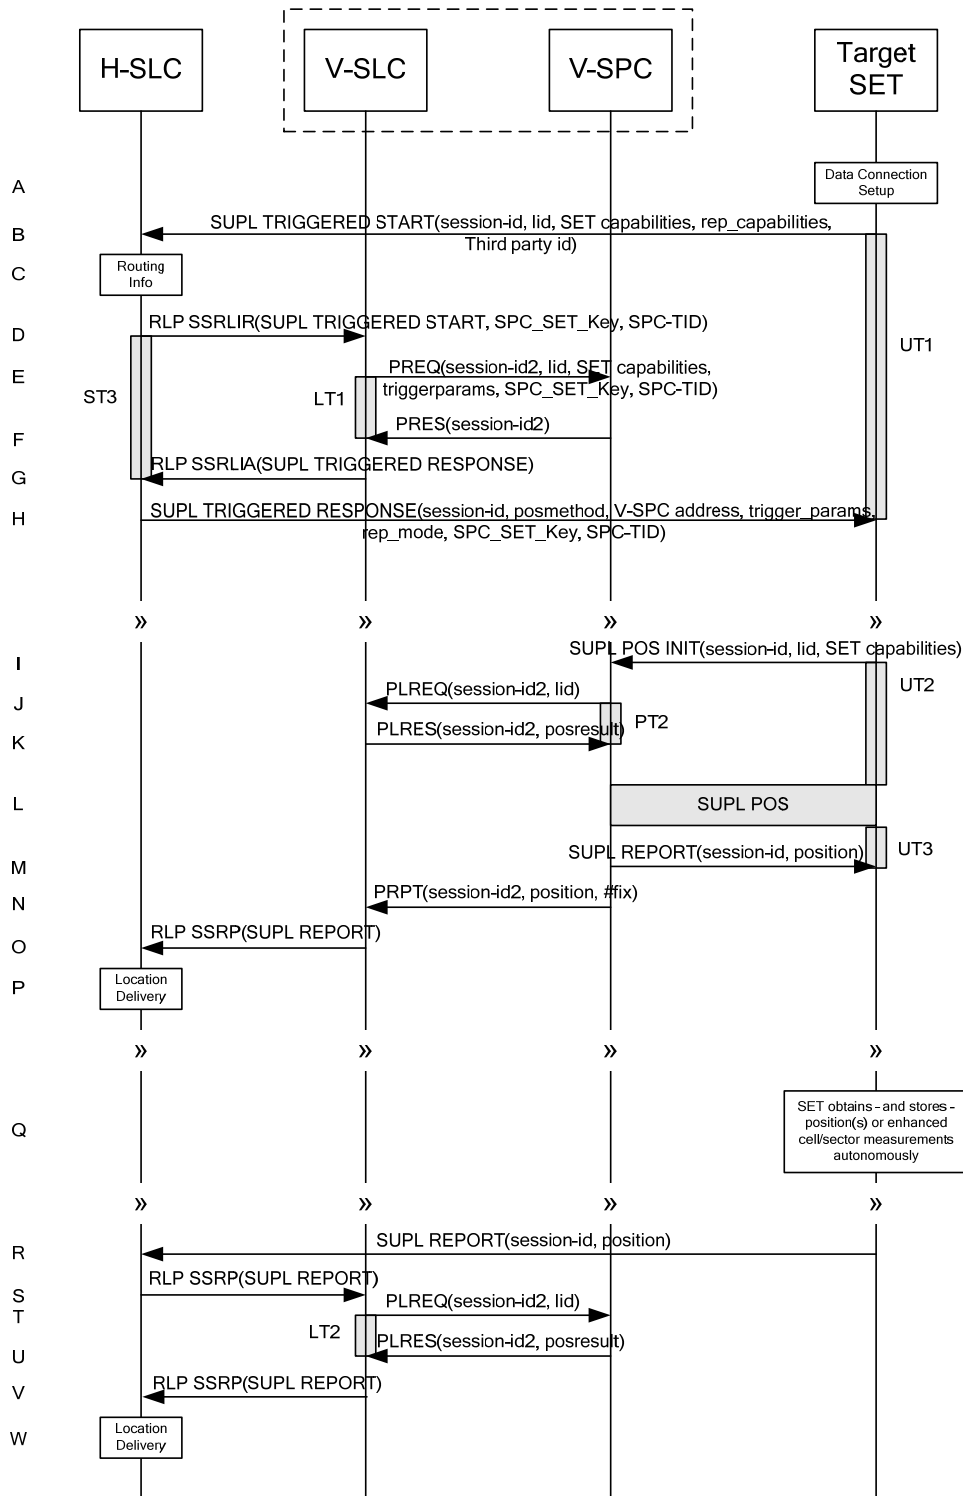 H-SLC
V-SLC
V-SPC
Target
SET
A
Data Connection
Setup
B
SUPL TRIGGERED START(session-id, lid, SET capabilities, rep_capabilities,
Third party id)
C
Routing
Info
D
RLP SSRLIR(SUPL TRIGGERED START, SPC_SET_Key, SPC-TID)
UT1
E
PREQ(session-id2, lid, SET capabilities,
triggerparams, SPC_SET_Key, SPC-TID)
ST3
LT1
F
PRES(session-id2)
G
RLP SSRLIA(SUPL TRIGGERED RESPONSE)
H
SUPL TRIGGERED RESPONSE(session-id, posmethod, V-SPC address, trigger_params,
rep_mode, SPC_SET_Key, SPC-TID)
» » » »
I
SUPL POS INIT(session-id, lid, SET capabilities)
UT2
J
PLREQ(session-id2, lid)
PT2
K
PLRES(session-id2, posresult)
L
SUPL POS
UT3
M
SUPL REPORT(session-id, position)
N
PRPT(session-id2, position, #fix)
O
RLP SSRP(SUPL REPORT)
P
Location
Delivery
» » » »
Q
SET obtains - and stores -
position(s) or enhanced
cell/sector measurements
autonomously
» » » »
R
SUPL REPORT(session-id, position)
S
RLP SSRP(SUPL REPORT)
T
PLREQ(session-id2, lid)
LT2
U
PLRES(session-id2, posresult)
V
RLP SSRP(SUPL REPORT)
W
Location
Delivery